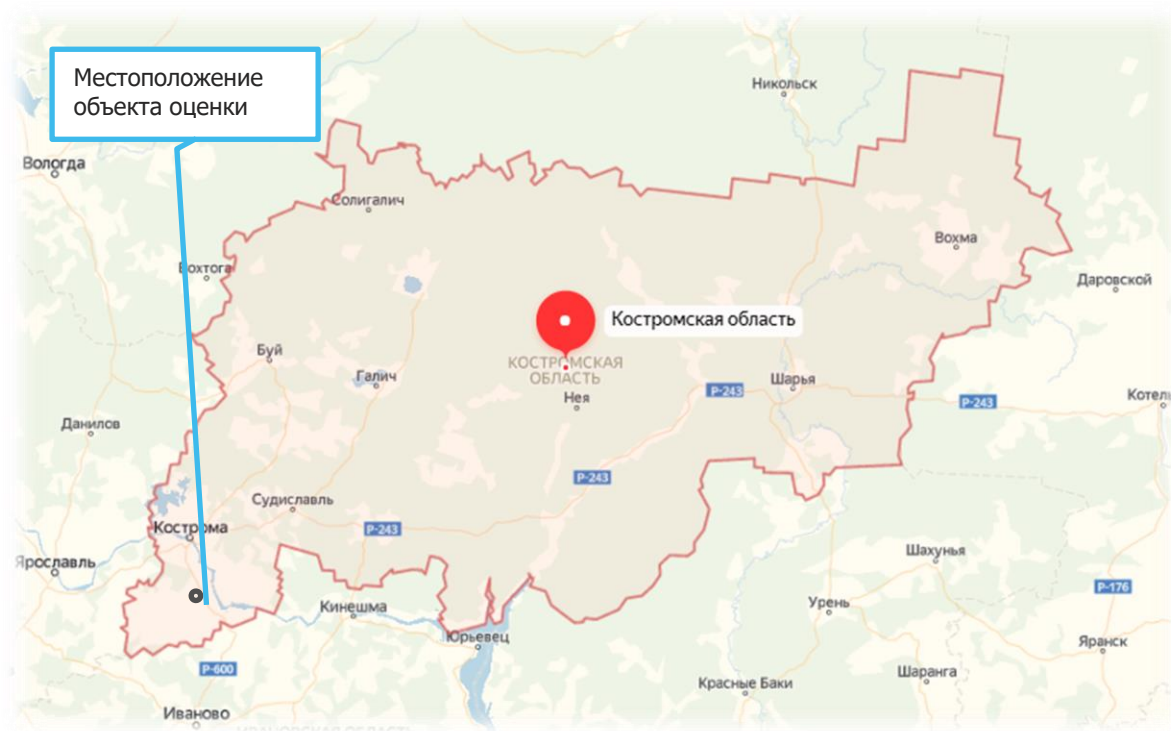 Местоположение
объекта оценки
Никольск
Вологда
Солигалич
Вохма
Вохтога
Даровской
Костромская область
Буй
КОСТРОМСКАЯ
ОБЛАСТЬ
Галич
Шарья
Нея
Р-243
Р-243
Данилов
Р-243
Судиславль
Кострома
Р-243
Ярославль
Шахунья
Р-176
Кинешма
Урень
Юрьевец
Яранск
Р-600
Шаранга
Красные Баки
Иваново